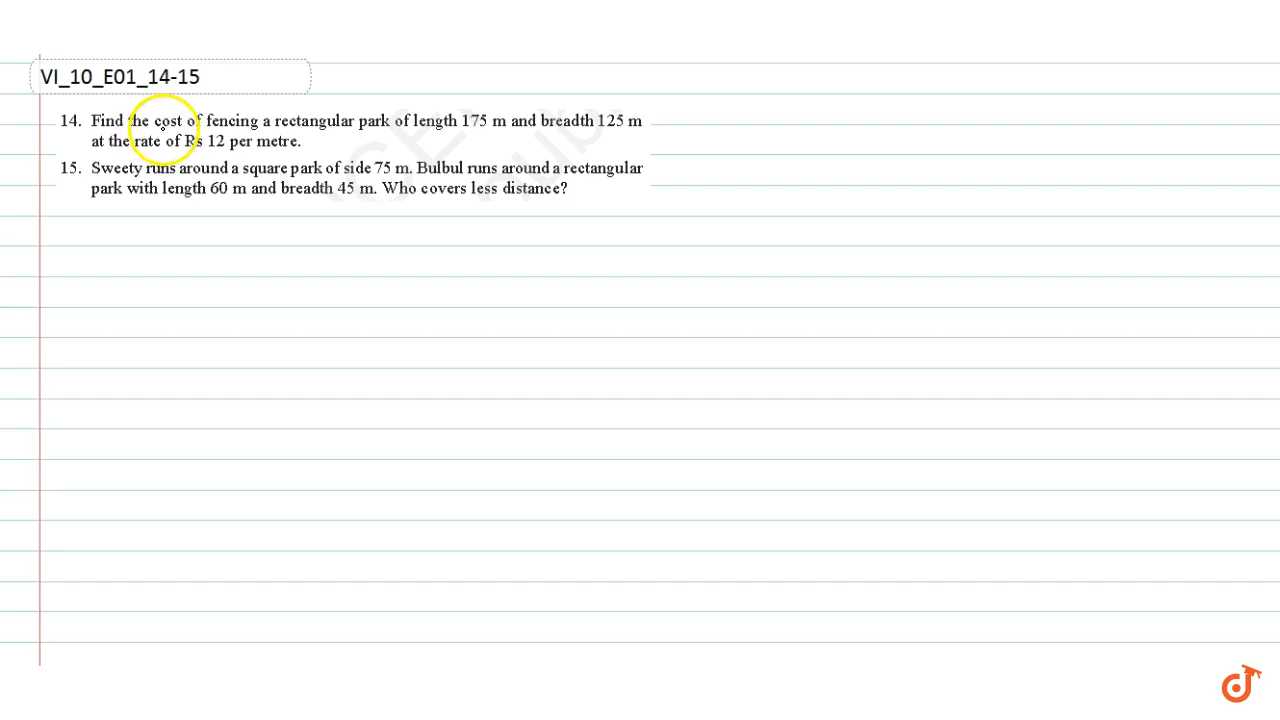 VI_10_E01_14-15
14. Find the cost of fencing a rectangular park of length 175 m and breadth 125 m
at the rate of Rs 12 per metre.
15. Sweety runs around a square park of side 75 m. Bulbul runs around a rectangular
park with length 60 m and breadth 45 m. Who covers less distance?